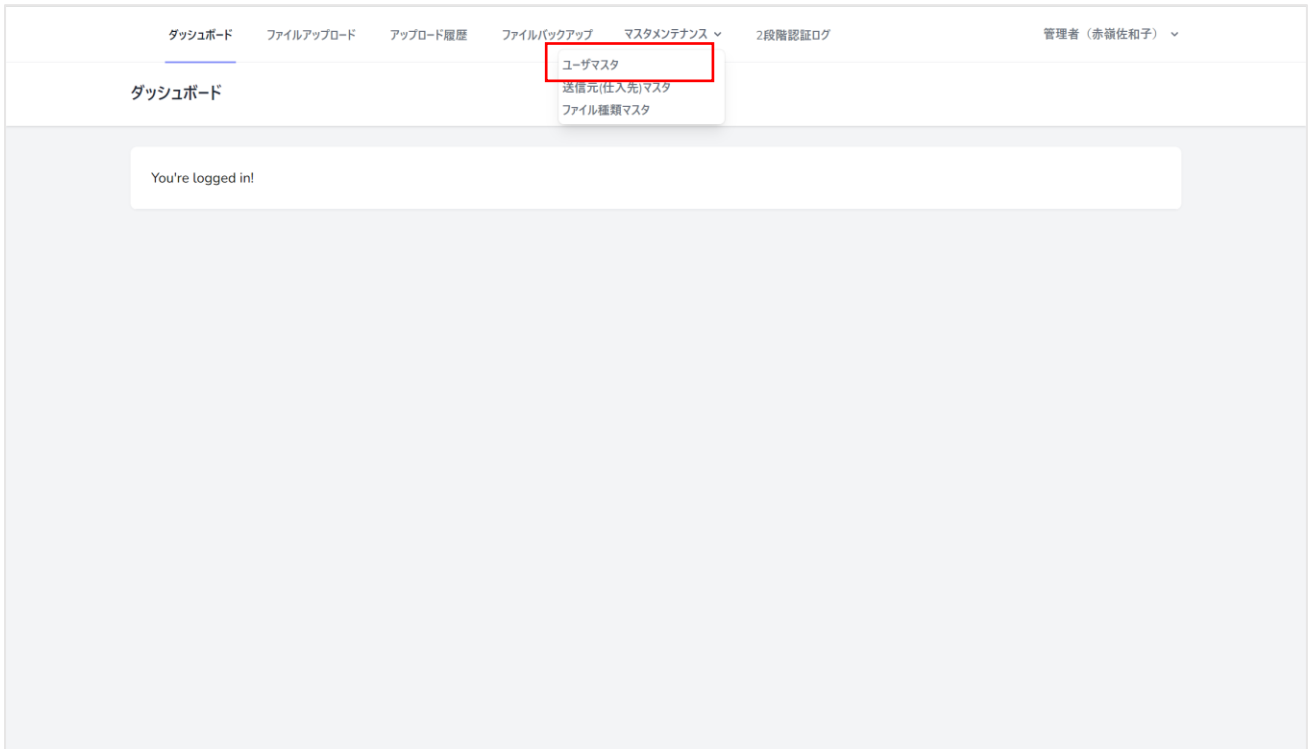 ダッシュボード ファイルアップロード アップロード履歴 ファイルバックアップ マスタメンテナンス 2段階認証ログ 管理者（赤嶺佐和子）
ユーザマスタ
送信元(仕入先)マスタ
ファイル種類マスタ
ダッシュボード
You're logged in!